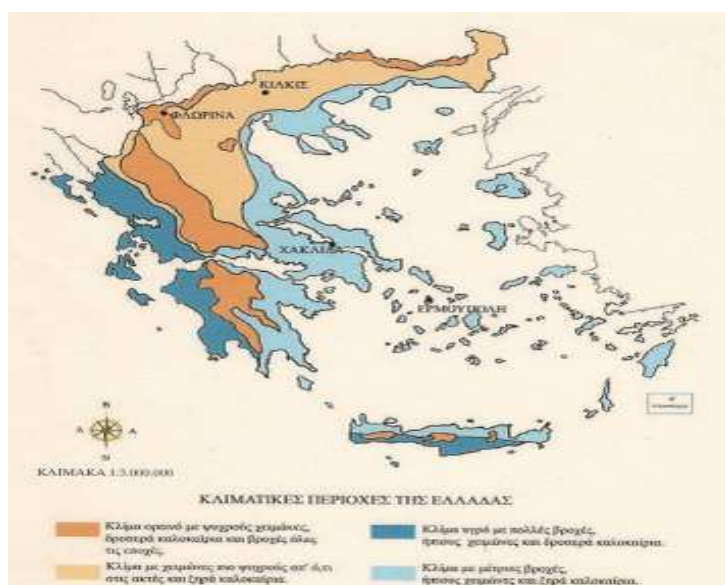 ΚΙΛΚΙΣ
ΦΛΩΡΙΝΑ
ΧΑΚΛΙΔΑ
ΕΡΜΟΥΠΟΛΗ
Β
Δ Α
Ν
ΚΛΙΜΑΚΑ 1:3.000.000
ΚΛΙΜΑΤΙΚΕΣ ΠΕΡΙΟΧΕΣ ΤΗΣ ΕΛΛΑΔΑΣ
Κλίμα ορεινό με ψυχρούς χειμώνες,
δροσερά καλοκαίρια και βροχές όλες
τις εποχές.
Κλίμα με χειμώνες πιο ψυχρούς απ' ό,τι
στις ακτές και ξηρά καλοκαίρια.
Κλίμα υγρό με πολλές βροχές,
ήπιους χειμώνες και δροσερά καλοκαίρια.
Κλίμα με μέτριες βροχές,
ήπιους χειμώνες και ξηρά καλοκαίρια.